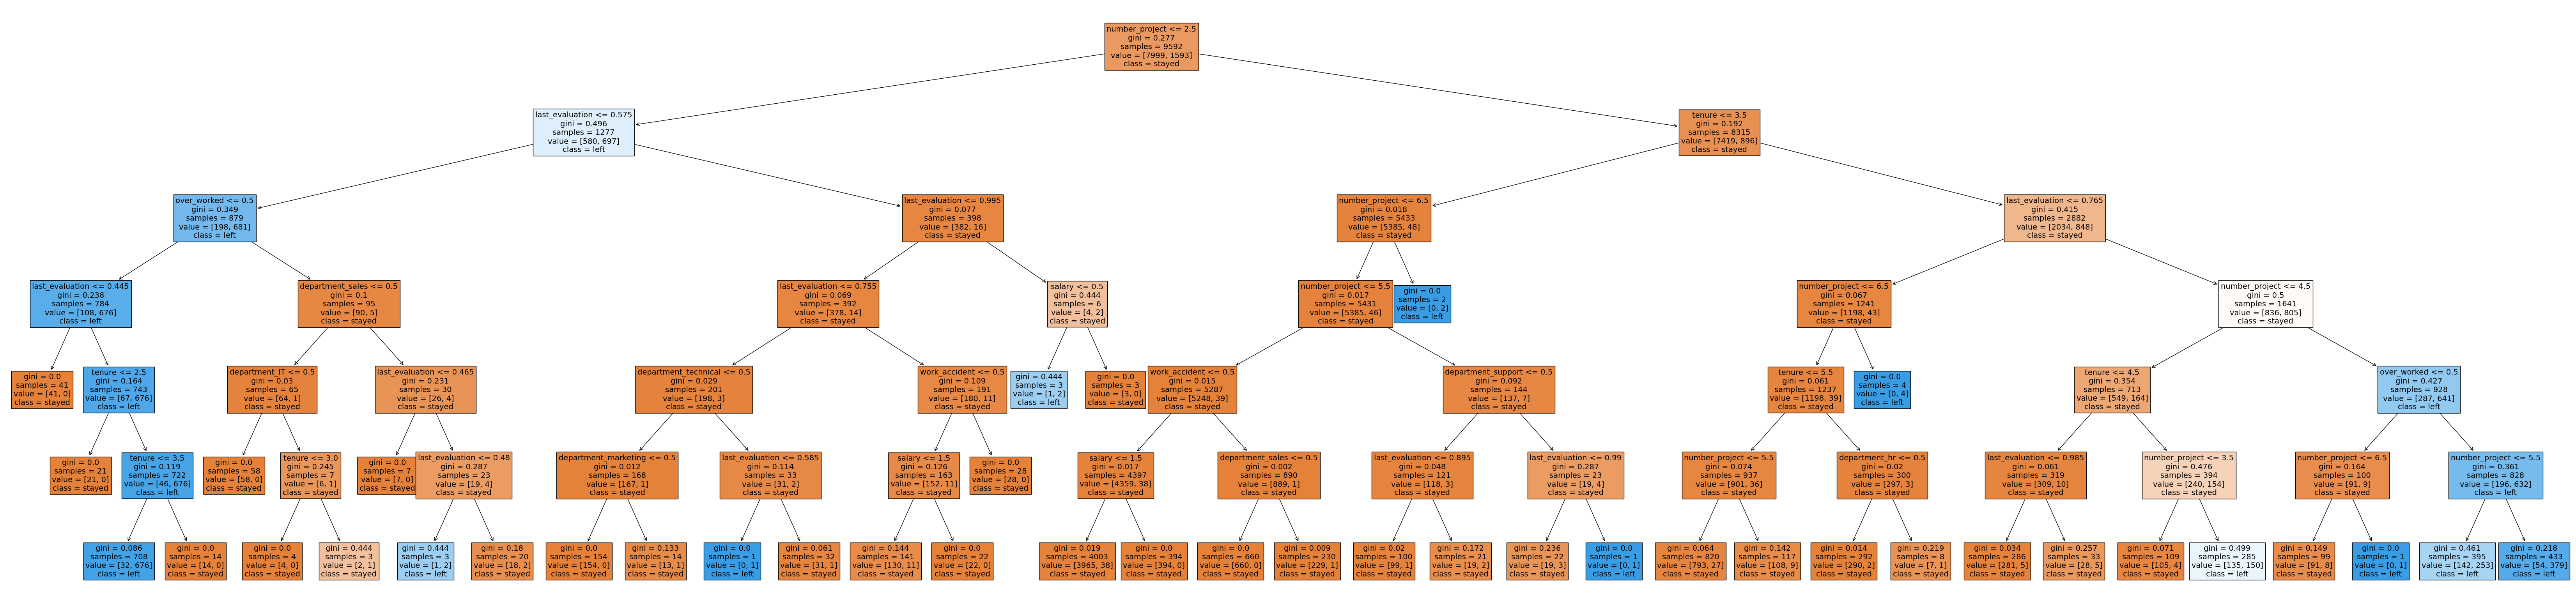 number_project <= 2.5
gini = 0.277
samples = 9592
value = [7999, 1593]
class = stayed
last_evaluation <= 0.575
gini = 0.496
samples = 1277
value = [580, 697]
class = left
tenure <= 3.5
gini = 0.192
samples = 8315
value = [7419, 896]
class = stayed
over_worked <= 0.5
gini = 0.349
samples = 879
value = [198, 681]
class = left
last_evaluation <= 0.995
gini = 0.077
samples = 398
value = [382, 16]
class = stayed
number_project <= 6.5
gini = 0.018
samples = 5433
value = [5385, 48]
class = stayed
last_evaluation <= 0.765
gini = 0.415
samples = 2882
value = [2034, 848]
class = stayed
last_evaluation <= 0.445
gini = 0.238
samples = 784
value = [108, 676]
class = left
department_sales <= 0.5
gini = 0.1
samples = 95
value = [90, 5]
class = stayed
last_evaluation <= 0.755
gini = 0.069
samples = 392
value = [378, 14]
class = stayed
salary <= 0.5
gini = 0.444
samples = 6
value = [4, 2]
class = stayed
number_project <= 5.5
gini = 0.017
samples = 5431
value = [5385, 46]
class = stayed
gini = 0.0
samples = 2
value = [0, 2]
class = left
number_project <= 6.5
gini = 0.067
samples = 1241
value = [1198, 43]
class = stayed
number_project <= 4.5
gini = 0.5
samples = 1641
value = [836, 805]
class = stayed
gini = 0.0
samples = 41
value = [41, 0]
class = stayed
tenure <= 2.5
gini = 0.164
samples = 743
value = [67, 676]
class = left
department_IT <= 0.5
gini = 0.03
samples = 65
value = [64, 1]
class = stayed
last_evaluation <= 0.465
gini = 0.231
samples = 30
value = [26, 4]
class = stayed
department_technical <= 0.5
gini = 0.029
samples = 201
value = [198, 3]
class = stayed
work_accident <= 0.5
gini = 0.109
samples = 191
value = [180, 11]
class = stayed
gini = 0.444
samples = 3
value = [1, 2]
class = left
gini = 0.0
samples = 3
value = [3, 0]
class = stayed
work_accident <= 0.5
gini = 0.015
samples = 5287
value = [5248, 39]
class = stayed
department_support <= 0.5
gini = 0.092
samples = 144
value = [137, 7]
class = stayed
tenure <= 5.5
gini = 0.061
samples = 1237
value = [1198, 39]
class = stayed
gini = 0.0
samples = 4
value = [0, 4]
class = left
tenure <= 4.5
gini = 0.354
samples = 713
value = [549, 164]
class = stayed
over_worked <= 0.5
gini = 0.427
samples = 928
value = [287, 641]
class = left
gini = 0.0
samples = 21
value = [21, 0]
class = stayed
tenure <= 3.5
gini = 0.119
samples = 722
value = [46, 676]
class = left
gini = 0.0
samples = 58
value = [58, 0]
class = stayed
tenure <= 3.0
gini = 0.245
samples = 7
value = [6, 1]
class = stayed
gini = 0.0
samples = 7
value = [7, 0]
class = stayed
last_evaluation <= 0.48
gini = 0.287
samples = 23
value = [19, 4]
class = stayed
department_marketing <= 0.5
gini = 0.012
samples = 168
value = [167, 1]
class = stayed
last_evaluation <= 0.585
gini = 0.114
samples = 33
value = [31, 2]
class = stayed
salary <= 1.5
gini = 0.126
samples = 163
value = [152, 11]
class = stayed
gini = 0.0
samples = 28
value = [28, 0]
class = stayed
salary <= 1.5
gini = 0.017
samples = 4397
value = [4359, 38]
class = stayed
department_sales <= 0.5
gini = 0.002
samples = 890
value = [889, 1]
class = stayed
last_evaluation <= 0.895
gini = 0.048
samples = 121
value = [118, 3]
class = stayed
last_evaluation <= 0.99
gini = 0.287
samples = 23
value = [19, 4]
class = stayed
number_project <= 5.5
gini = 0.074
samples = 937
value = [901, 36]
class = stayed
department_hr <= 0.5
gini = 0.02
samples = 300
value = [297, 3]
class = stayed
last_evaluation <= 0.985
gini = 0.061
samples = 319
value = [309, 10]
class = stayed
number_project <= 3.5
gini = 0.476
samples = 394
value = [240, 154]
class = stayed
number_project <= 6.5
gini = 0.164
samples = 100
value = [91, 9]
class = stayed
number_project <= 5.5
gini = 0.361
samples = 828
value = [196, 632]
class = left
gini = 0.086
samples = 708
value = [32, 676]
class = left
gini = 0.0
samples = 14
value = [14, 0]
class = stayed
gini = 0.0
samples = 4
value = [4, 0]
class = stayed
gini = 0.444
samples = 3
value = [2, 1]
class = stayed
gini = 0.444
samples = 3
value = [1, 2]
class = left
gini = 0.18
samples = 20
value = [18, 2]
class = stayed
gini = 0.0
samples = 154
value = [154, 0]
class = stayed
gini = 0.133
samples = 14
value = [13, 1]
class = stayed
gini = 0.0
samples = 1
value = [0, 1]
class = left
gini = 0.061
samples = 32
value = [31, 1]
class = stayed
gini = 0.144
samples = 141
value = [130, 11]
class = stayed
gini = 0.0
samples = 22
value = [22, 0]
class = stayed
gini = 0.019
samples = 4003
value = [3965, 38]
class = stayed
gini = 0.0
samples = 394
value = [394, 0]
class = stayed
gini = 0.0
samples = 660
value = [660, 0]
class = stayed
gini = 0.009
samples = 230
value = [229, 1]
class = stayed
gini = 0.02
samples = 100
value = [99, 1]
class = stayed
gini = 0.172
samples = 21
value = [19, 2]
class = stayed
gini = 0.236
samples = 22
value = [19, 3]
class = stayed
gini = 0.0
samples = 1
value = [0, 1]
class = left
gini = 0.064
samples = 820
value = [793, 27]
class = stayed
gini = 0.142
samples = 117
value = [108, 9]
class = stayed
gini = 0.014
samples = 292
value = [290, 2]
class = stayed
gini = 0.219
samples = 8
value = [7, 1]
class = stayed
gini = 0.034
samples = 286
value = [281, 5]
class = stayed
gini = 0.257
samples = 33
value = [28, 5]
class = stayed
gini = 0.071
samples = 109
value = [105, 4]
class = stayed
gini = 0.499
samples = 285
value = [135, 150]
class = left
gini = 0.149
samples = 99
value = [91, 8]
class = stayed
gini = 0.0
samples = 1
value = [0, 1]
class = left
gini = 0.461
samples = 395
value = [142, 253]
class = left
gini = 0.218
samples = 433
value = [54, 379]
class = left